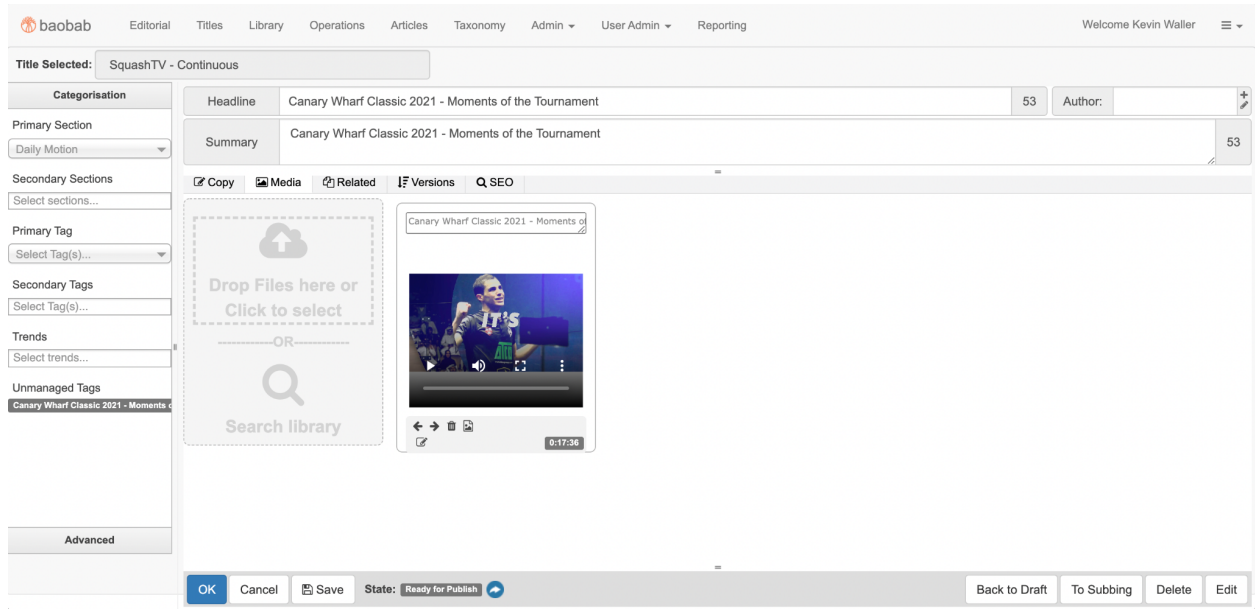 baobab Editorial Titles Library Operations Articles Taxonomy Admin User Admin Reporting Welcome Kevin Waller
Title Selected: SquashTV - Continuous
Categorisation
Primary Section
Daily Motion
Secondary Sections
Select sections...
Primary Tag
Select Tag(s)...
Secondary Tags
Select Tag(s)...
Trends
Select trends...
Unmanaged Tags
Canary Wharf Classic 2021 - Moments
Advanced
Headline Canary Wharf Classic 2021 - Moments of the Tournament 53 Author:
Summary Canary Wharf Classic 2021 - Moments of the Tournament 53
Copy Media Related Versions SEO
Drop Files here or
Click to select
-OR-
Search library
Canary Wharf Classic 2021 - Moments of
IT'S
0:17:36
OK Cancel Save State: Ready for Publish Back to Draft To Subbing Delete Edit